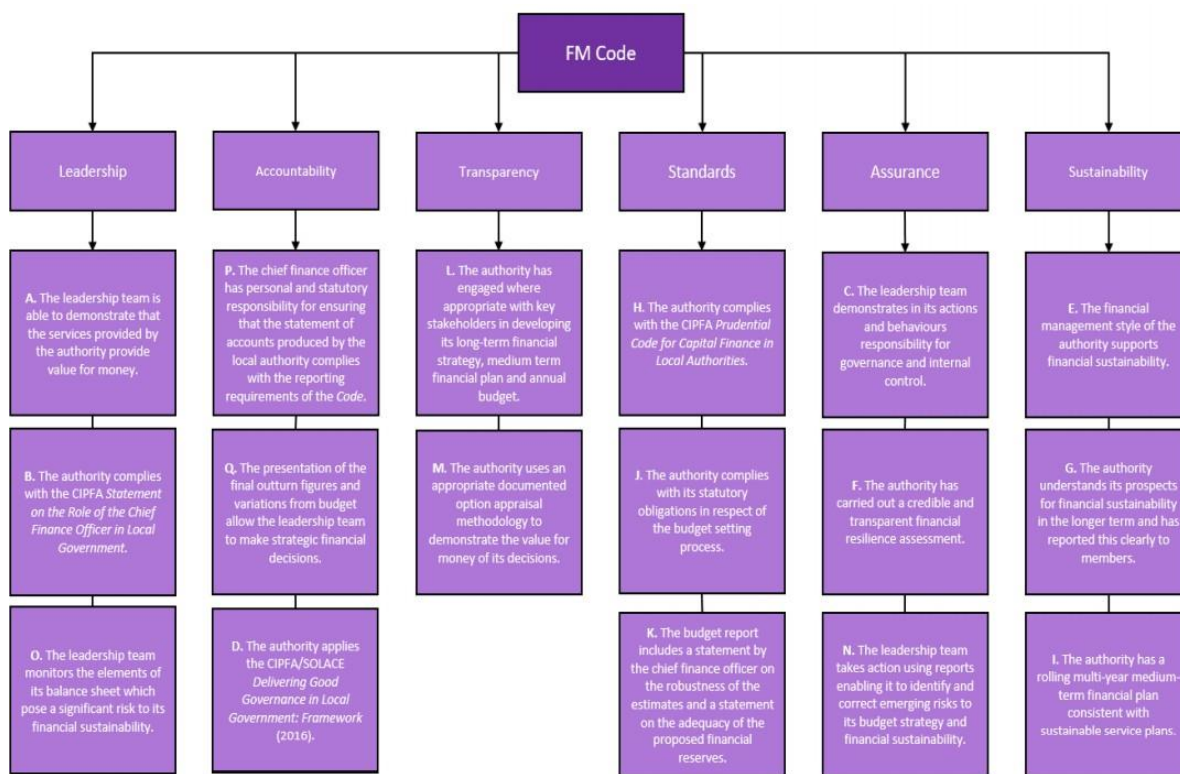 FM Code
Leadership
Accountability
Transparency
Standards
Assurance
Sustainability
A. The leadership team is
able to demonstrate that
the services provided by
the authority provide
value for money.
B. The authority complies
with the CIPFA Statement
on the Role of the Chief
Finance Officer in Local
Government.
O. The leadership team
monitors the elements of
its balance sheet which
pose a significant risk to its
financial sustainability.
P. The chief finance officer
has personal and statutory
responsibility for ensuring
that the statement of
accounts produced by the
local authority complies
with the reporting
requirements of the Code.
Q. The presentation of the
final outturn figures and
variations from budget
allow the leadership team
to make strategic financial
decisions.
D. The authority applies
the CIPFA/SOLACE
Delivering Good
Governance in Local
Government: Framework
(2016).
L. The authority has
engaged where
appropriate with key
stakeholders in developing
its long-term financial
strategy, medium term
financial plan and annual
budget.
M. The authority uses an
appropriate documented
option appraisal
methodology to
demonstrate the value for
money of its decisions.
H. The authority complies
with the CIPFA Prudential
Code for Capital Finance in
Local Authorities.
J. The authority complies
with its statutory
obligations in respect of
the budget setting
process.
K. The budget report
includes a statement by
the chief finance officer on
the robustness of the
estimates and a statement
on the adequacy of the
proposed financial
reserves.
C. The leadership team
demonstrates in its actions
and behaviours
responsibility for
governance and internal
control.
F. The authority has
carried out a credible and
transparent financial
resilience assessment.
N. The leadership team
takes action using reports
enabling it to identify and
correct emerging risks to
its budget strategy and
financial sustainability.
E. The financial
management style of the
authority supports
financial sustainability.
G. The authority
understands its prospects
for financial sustainability
in the longer term and has
reported this clearly to
members.
I. The authority has a
rolling multi-year medium-
term financial plan
consistent with
sustainable service plans.